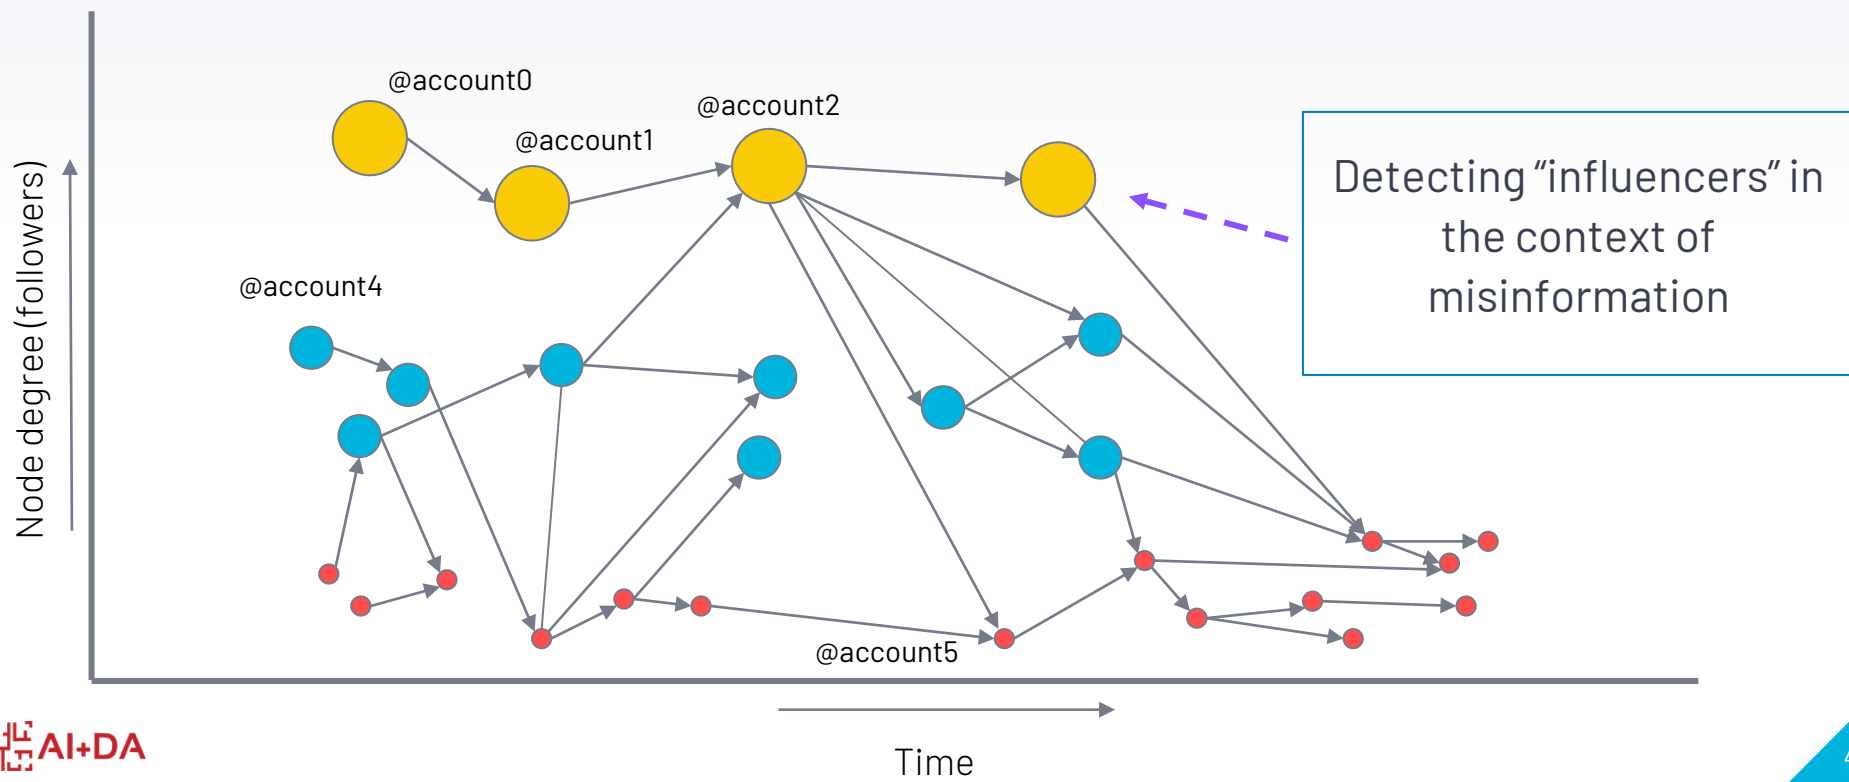 @account0
@account2
@account1
Detecting “influencers” in
the context of
misinformation
Node degree (followers)
@account4
@account5
AI+DA
Time